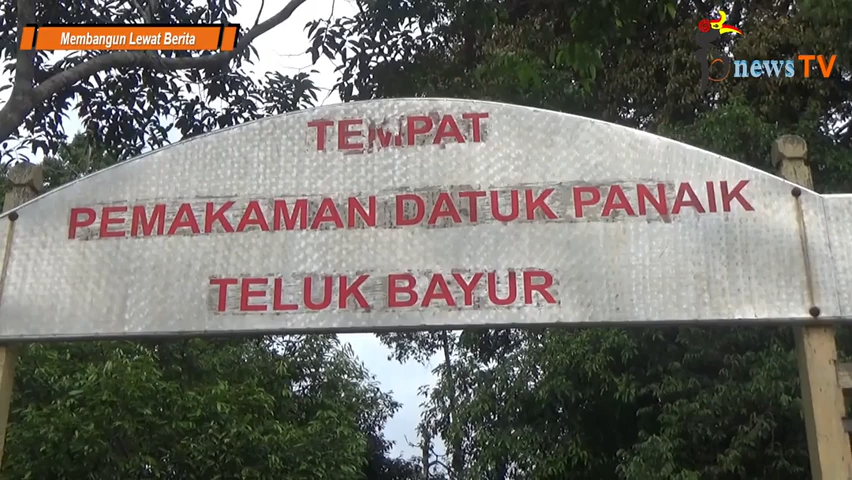 Membangun Lewat Berita
newsTV
TEMPAT
PEMAKAMAN DATUK PANAIK
TELUK BAYUR